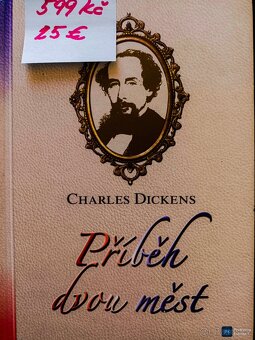 599 Kč
25 €
CHARLES DICKENS
Příběh
dvou měst